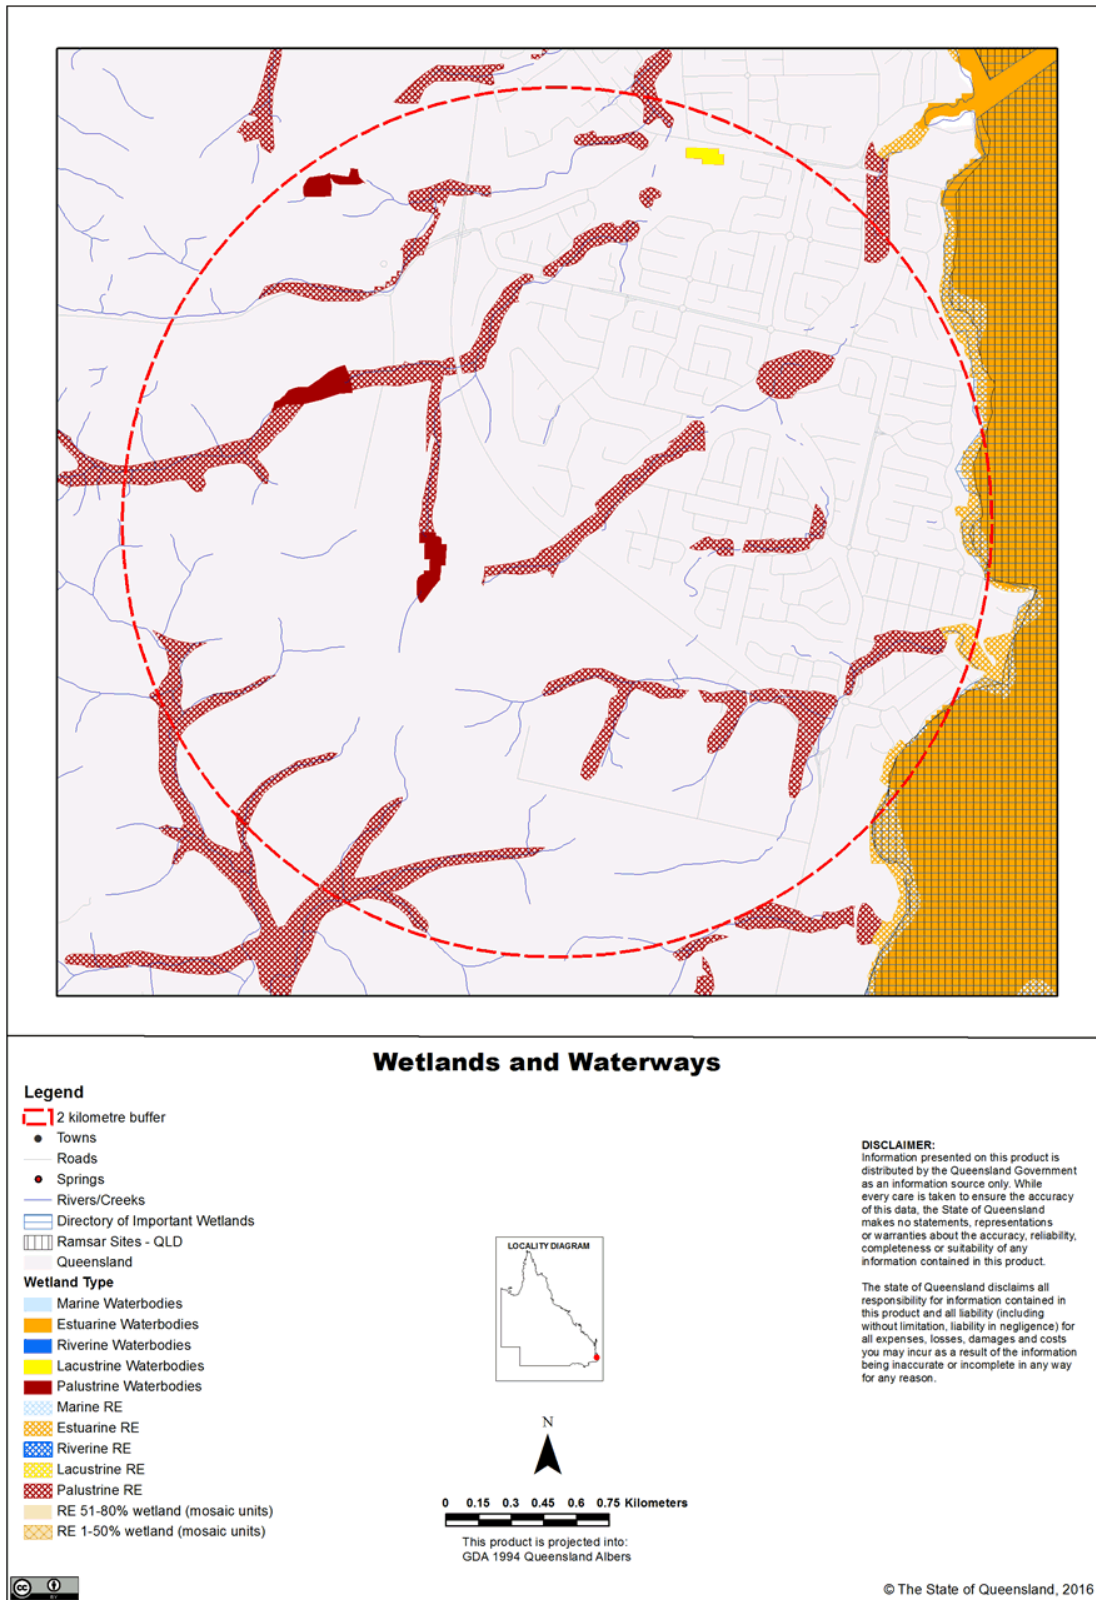 Wetlands and Waterways
Legend
2 kilometre buffer
Towns
Roads
Springs
Rivers/Creeks
Directory of Important Wetlands
Ramsar Sites - QLD
Queensland
Wetland Type
Marine Waterbodies
Estuarine Waterbodies
Riverine Waterbodies
Lacustrine Waterbodies
Palustrine Waterbodies
Marine RE
Estuarine RE
Riverine RE
Lacustrine RE
Palustrine RE
RE 51-80% wetland (mosaic units)
RE 1-50% wetland (mosaic units)
LOCALITY DIAGRAM
N
0 0.15 0.3 0.45 0.6 0.75 Kilometers
This product is projected into:
GDA 1994 Queensland Albers
DISCLAIMER:
Information presented on this product is
distributed by the Queensland Government
as an information source only. While
every care is taken to ensure the accuracy
of this data, the State of Queensland
makes no statements, representations
or warranties about the accuracy, reliability,
completeness or suitability of any
information contained in this product.
The state of Queensland disclaims all
responsibility for information contained in
this product and all liability (including
without limitation, liability in negligence) for
all expenses, losses, damages and costs
you may incur as a result of the information
being inaccurate or incomplete in any way
for any reason.
cc
BY
© The State of Queensland, 2016